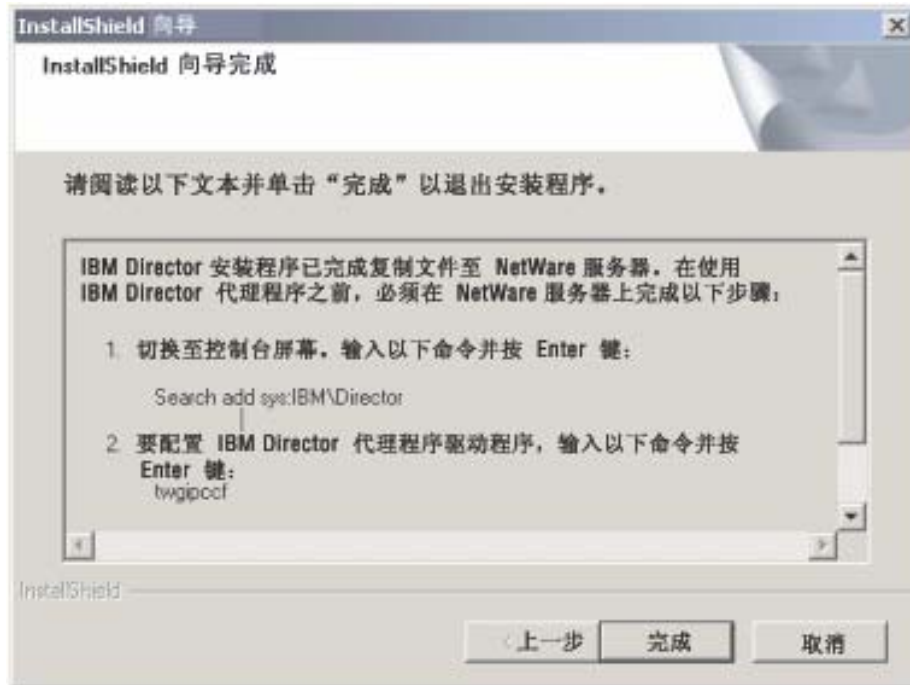 InstallShield 向导
InstallShield 向导完成
请阅读以下文本并单击“完成”以退出安装程序。
IBM Director 安装程序已完成复制文件至 NetWare 服务器。在使用
IBM Director 代理程序之前，必须在 NetWare 服务器上完成以下步骤：
1. 切换至控制台屏幕。输入以下命令并按 Enter 键：
Search add sys:IBM\Director
2. 要配置 IBM Director 代理程序驱动程序，输入以下命令并按
Enter 键：
twgipccf
InstallShield
<上一步 完成 取消